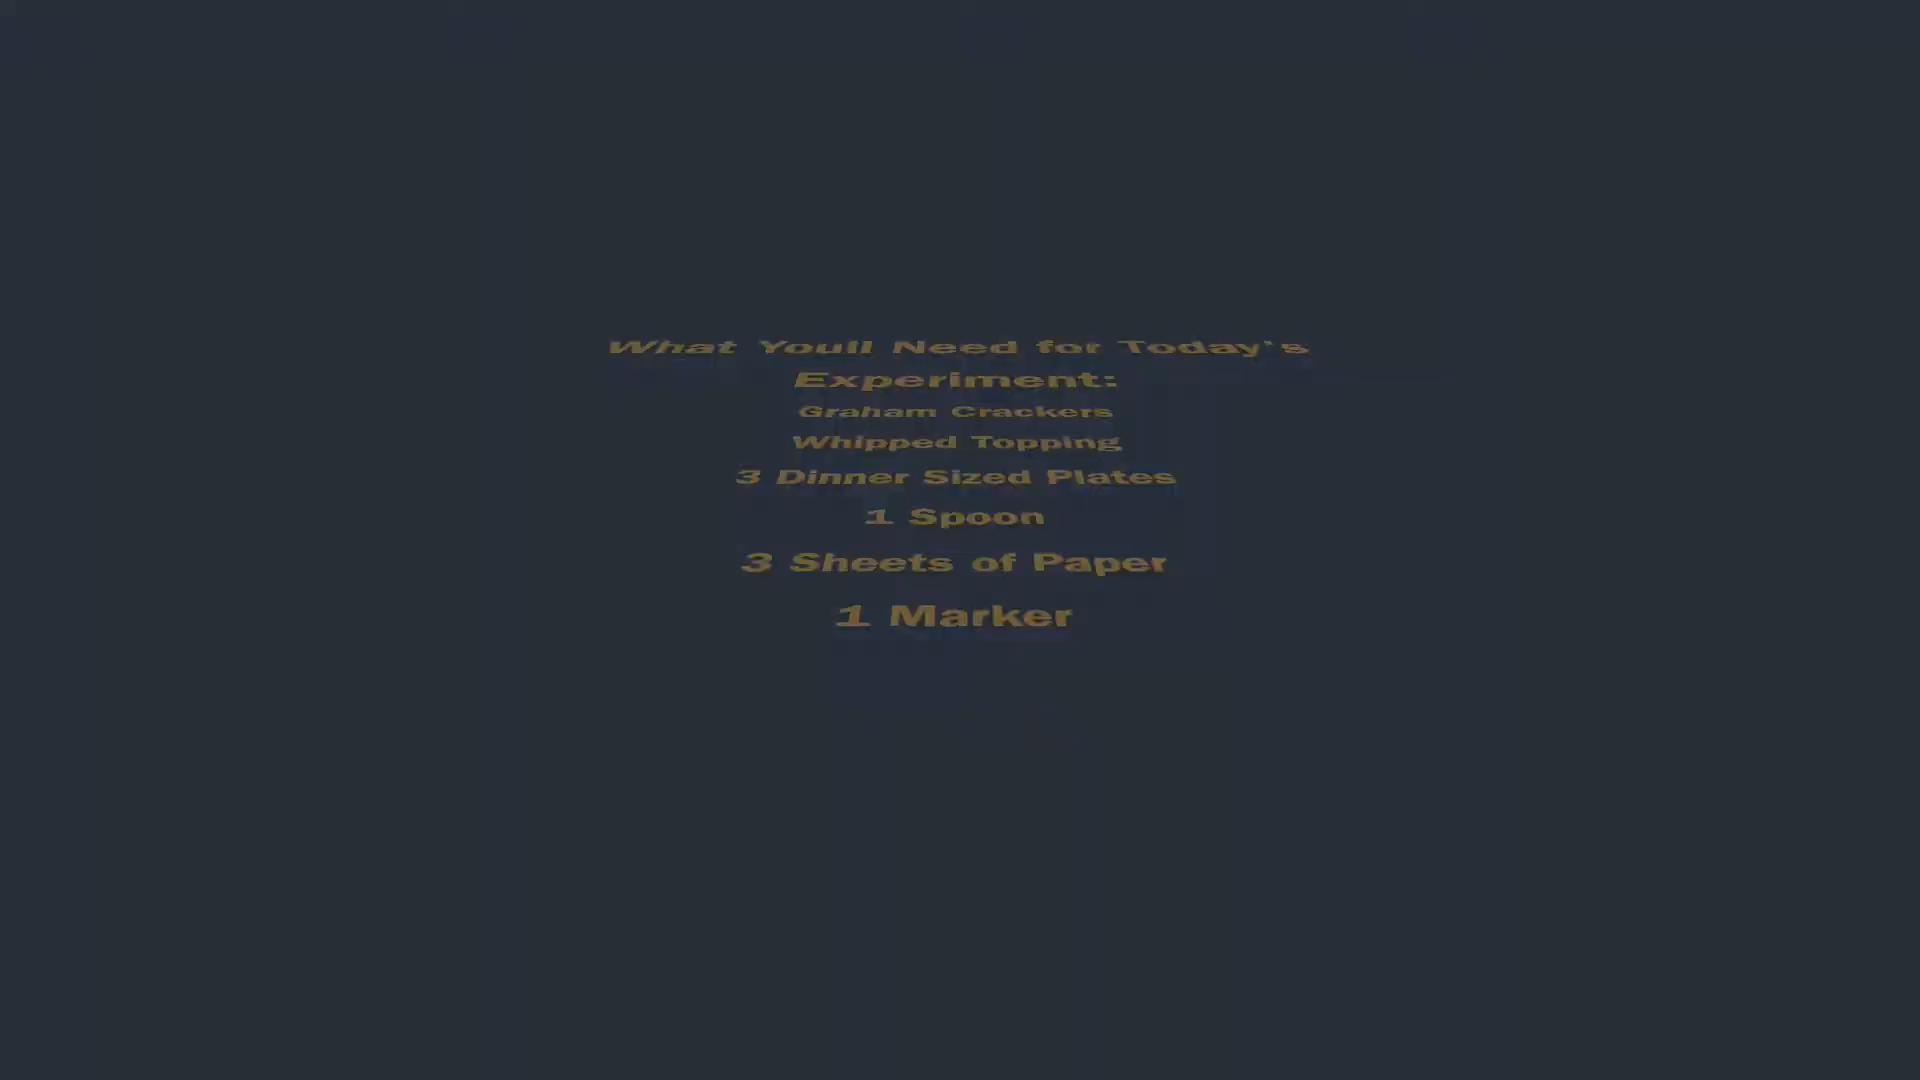 What Youll Need for Today's
Experiment:
Graham Crackers
Whipped Topping
3 Dinner Sized Plates
1 Spoon
3 Sheets of Paper
1 Marker